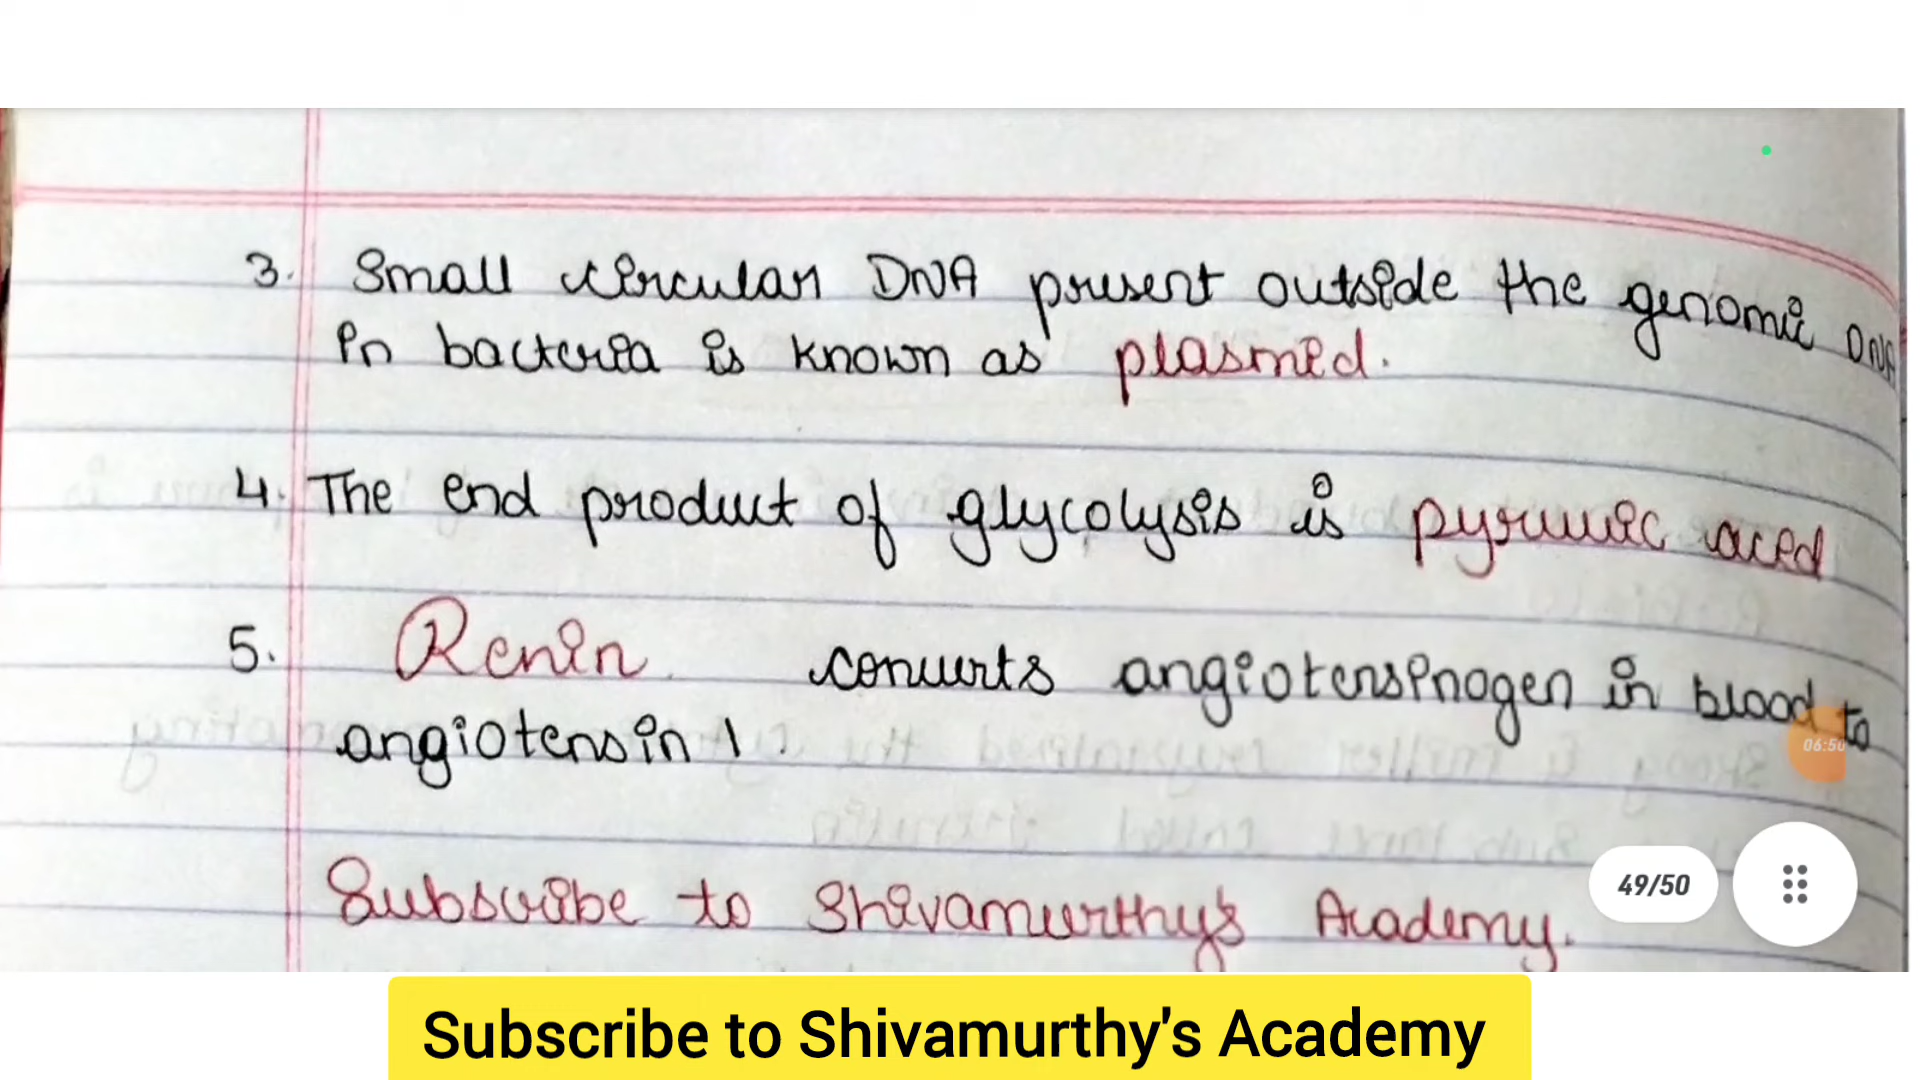 3. Small circular DNA present outside the genomic DNA
in bacteria is known as plasmid.
4. The end product of glycolysis is pyruvic acid
5. Renin converts angiotensinogen in blood to
angiotensin 1.
06:50
49/50
Subscribe to Shivamurthy's Academy.
Subscribe to Shivamurthy's Academy